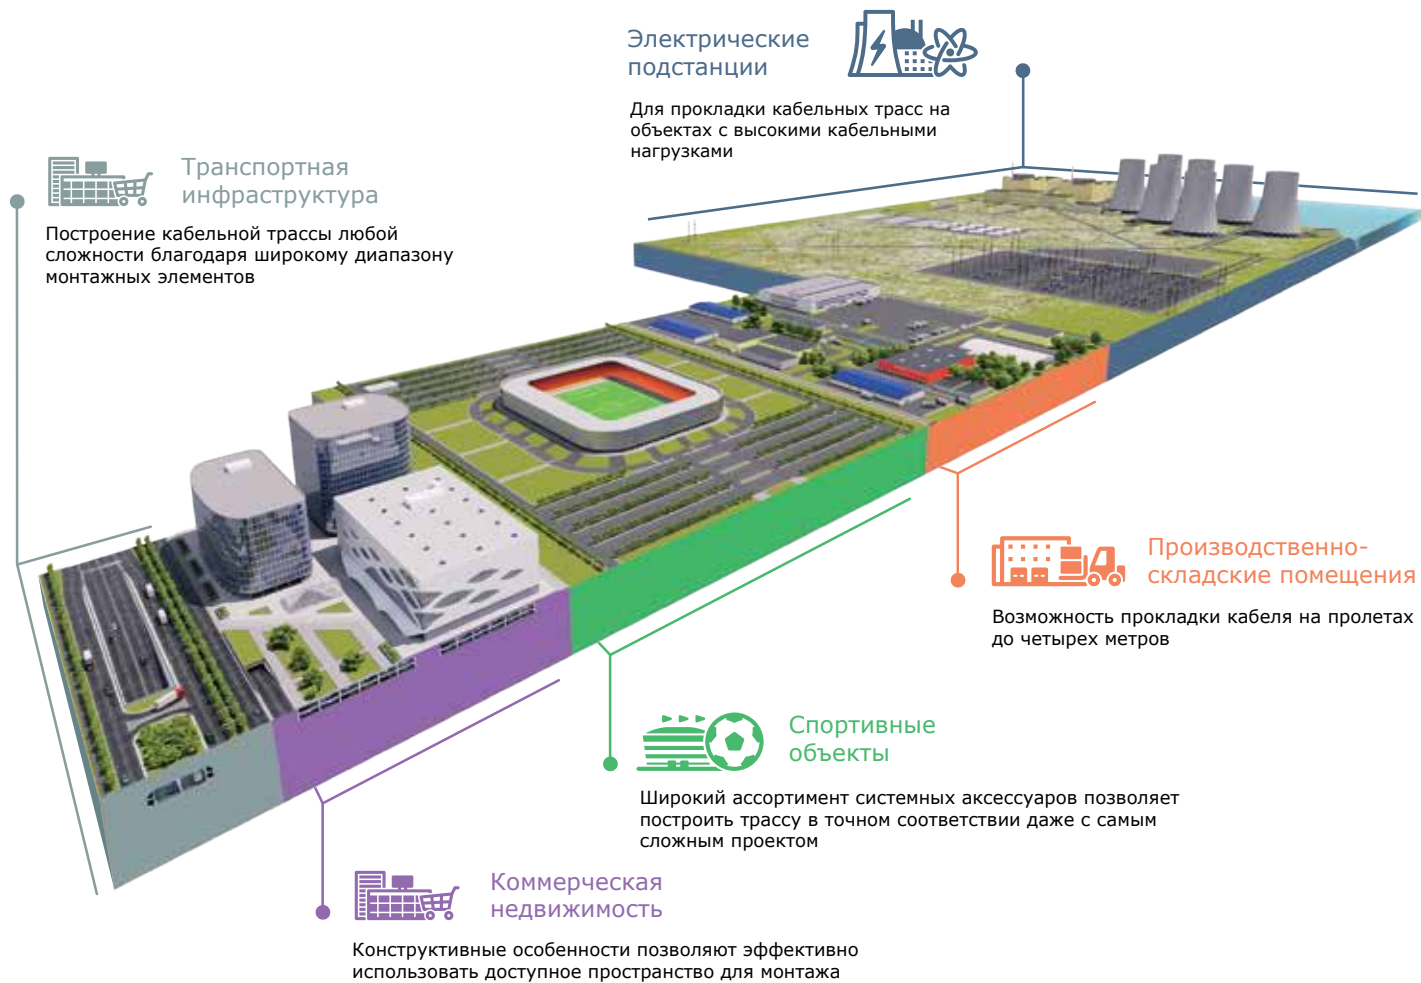 Электрические
подстанции
Для прокладки кабельных трасс на
объектах с высокими кабельными
нагрузками
Транспортная
инфраструктура
Построение кабельной трассы любой
сложности благодаря широкому диапазону
монтажных элементов
Производственно-
складские помещения
Возможность прокладки кабеля на пролетах
до четырех метров
Спортивные
объекты
Широкий ассортимент системных аксессуаров позволяет
построить трассу в точном соответствии даже с самым
сложным проектом
Коммерческая
недвижимость
Конструктивные особенности позволяют эффективно
использовать доступное пространство для монтажа